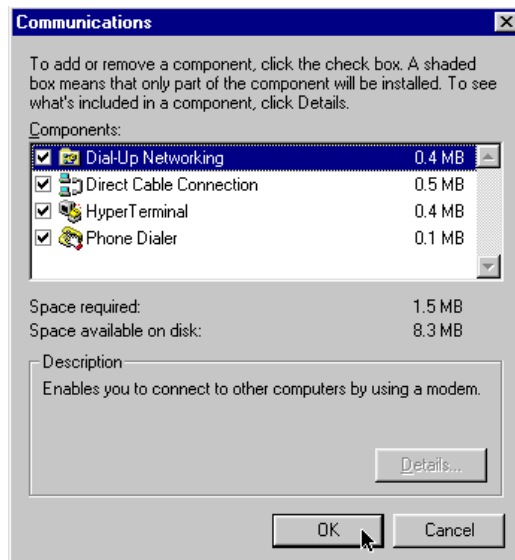 Communications
To add or remove a component, click the check box. A shaded
box means that only part of the component will be installed. To see
what's included in a component, click Details.
Components:
Dial-Up Networking 0.4 MB
Direct Cable Connection 0.5 MB
HyperTerminal 0.4 MB
Phone Dialer 0.1 MB
Space required: 1.5 MB
Space available on disk: 8.3 MB
Description
Enables you to connect to other computers by using a modem.
Details...
OK Cancel